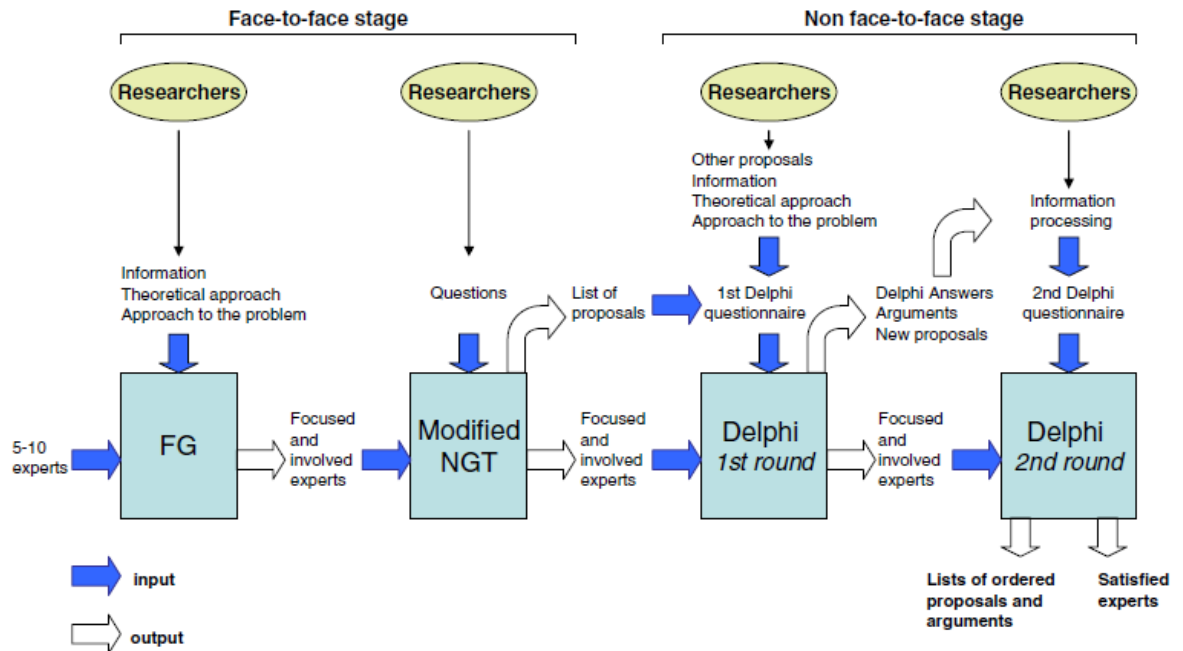 Face-to-face stage
Non face-to-face stage
Researchers
Researchers
Researchers
Researchers
Information
Theoretical approach
Approach to the problem
Questions
List of
proposals
Other proposals
Information
Theoretical approach
Approach to the problem
1st Delphi
questionnaire
Delphi Answers
Arguments
New proposals
Information
processing
2nd Delphi
questionnaire
5-10
experts
FG
Focused
and
involved
experts
Modified
NGT
Focused
and
involved
experts
Delphi
1st round
Focused
and
involved
experts
Delphi
2nd round
Lists of ordered
proposals and
arguments
Satisfied
experts
input
output